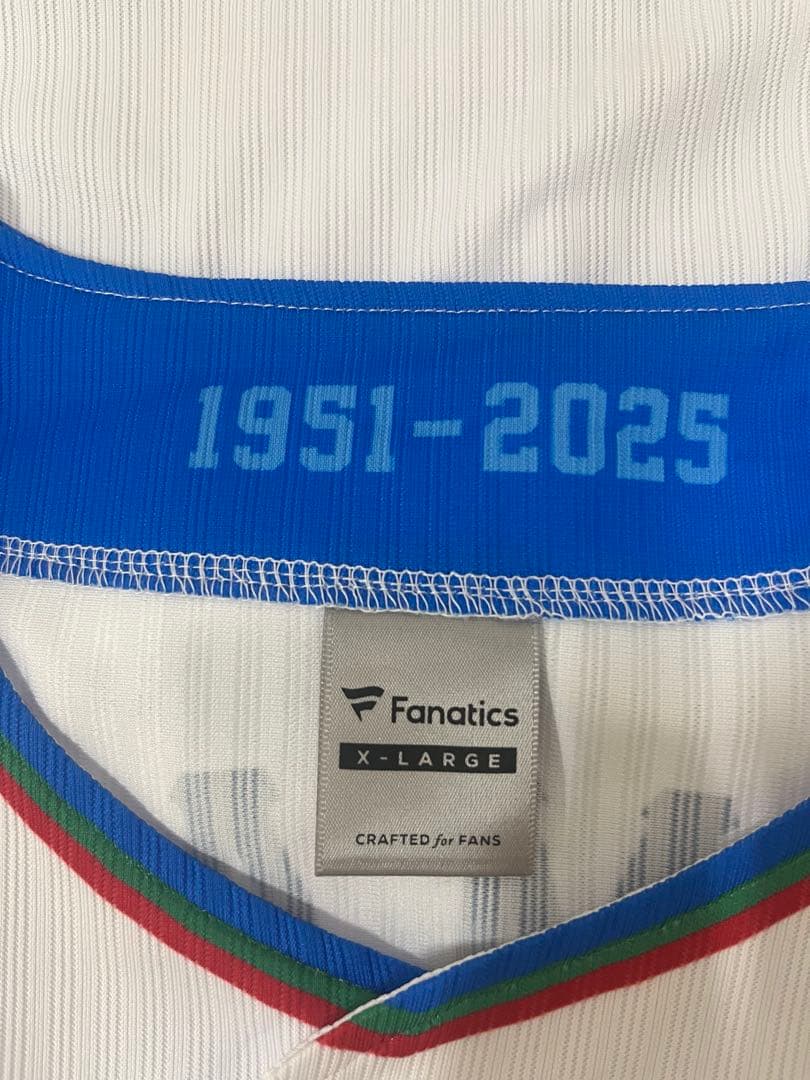 1951-2025
Fanatics
X-LARGE
CRAFTED for FANS